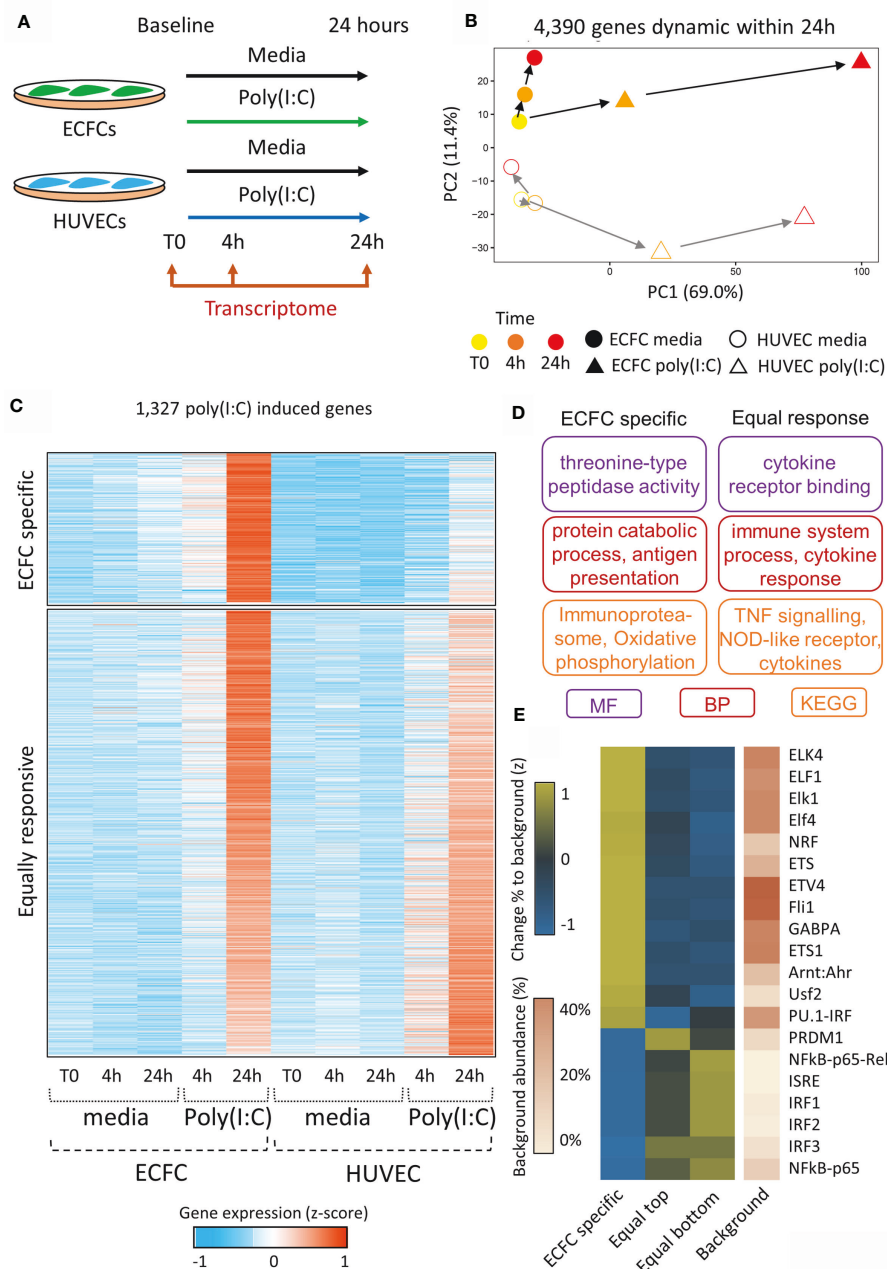 A
Baseline
24 hours
Media
Poly(I:C)
ECFCs
Media
Poly(I:C)
HUVECs
T0
4h
24h
Transcriptome
B
4,390 genes dynamic within 24h
PC2 (11.4%)
20
10
0
-10
-20
-30
0
50
100
PC1 (69.0%)
Time
T0
4h
24h
ECFC media
HUVEC media
ECFC poly(I:C)
HUVEC poly(I:C)
C
1,327 poly(I:C) induced genes
ECFC specific
Equally responsive
T0 4h 24h 4h 24h T0 4h 24h 4h 24h
media Poly(I:C) media Poly(I:C)
ECFC HUVEC
Gene expression (z-score)
-1 1
D
ECFC specific
Equal response
threonine-type
peptidase activity
cytokine
receptor binding
protein catabolic
process, antigen
presentation
immune system
process, cytokine
response
Immunoprotea-
some, Oxidative
phosphorylation
TNF signalling,
NOD-like receptor,
cytokines
MF
BP
KEGG
E
Change % to background (z)
1
0
-1
Background abundance (%)
40%
20%
0%
ELK4
ELF1
Elk1
Elf4
NRF
ETS
ETV4
Fli1
GABPA
ETS1
Arnt:Ahr
Usf2
PU.1-IRF
PRDM1
NFkB-p65-Rel
ISRE
IRF1
IRF2
IRF3
NFkB-p65
ECFC specific
Equal top
Equal bottom
Background